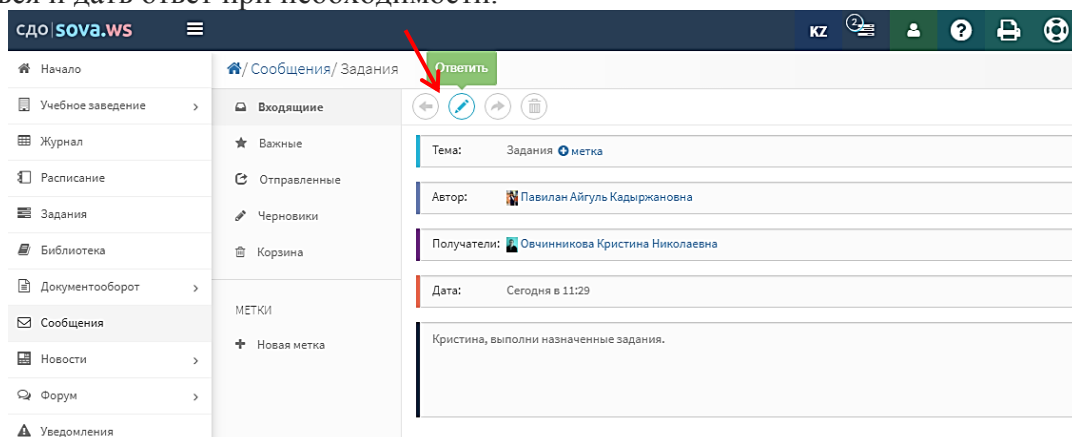 ься и дать ответ при необходимости.
сдо|sova.ws
KZ
2
Начало
/ Сообщения / Задания
Ответить
Учебное заведение
Входящиие
Журнал
Важные
Тема: Задания метка
Расписание
Отправленные
Автор: Павилан Айгуль Кадыржановна
Задания
Черновики
Библиотека
Корзина
Получатели: Овчинникова Кристина Николаевна
Документооборот
Дата: Сегодня в 11:29
МЕТКИ
Сообщения
Новая метка
Кристина, выполни назначенные задания.
Новости
Форум
Уведомления